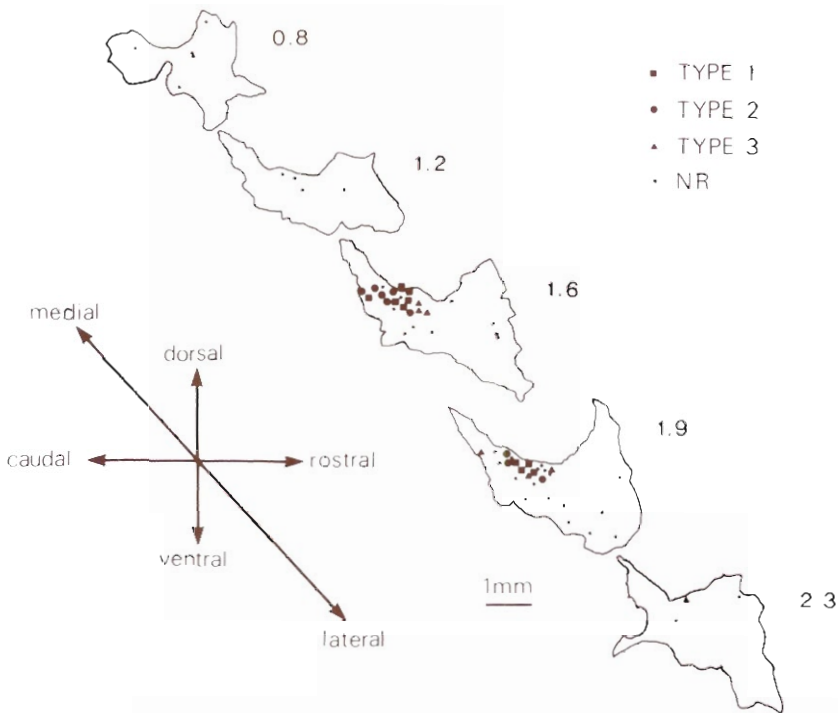 0.8
TYPE 1
TYPE 2
TYPE 3
NR
1.2
1.6
medial
dorsal
caudal
rostral
ventral
lateral
1.9
1mm
2 3